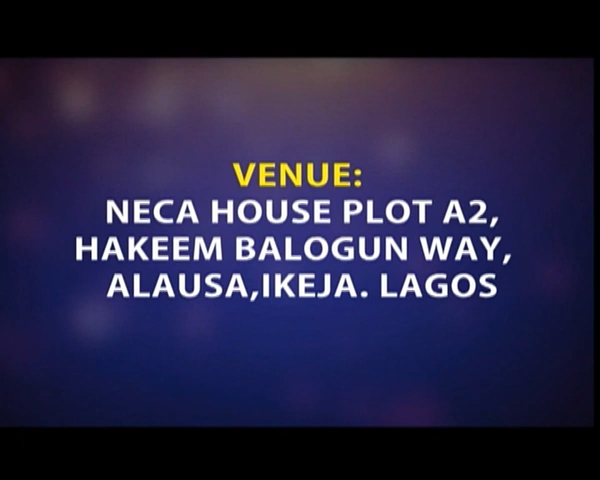 VENUE:
NECA HOUSE PLOT A2,
HAKEEM BALOGUN WAY,
ALAUSA,IKEJA. LAGOS